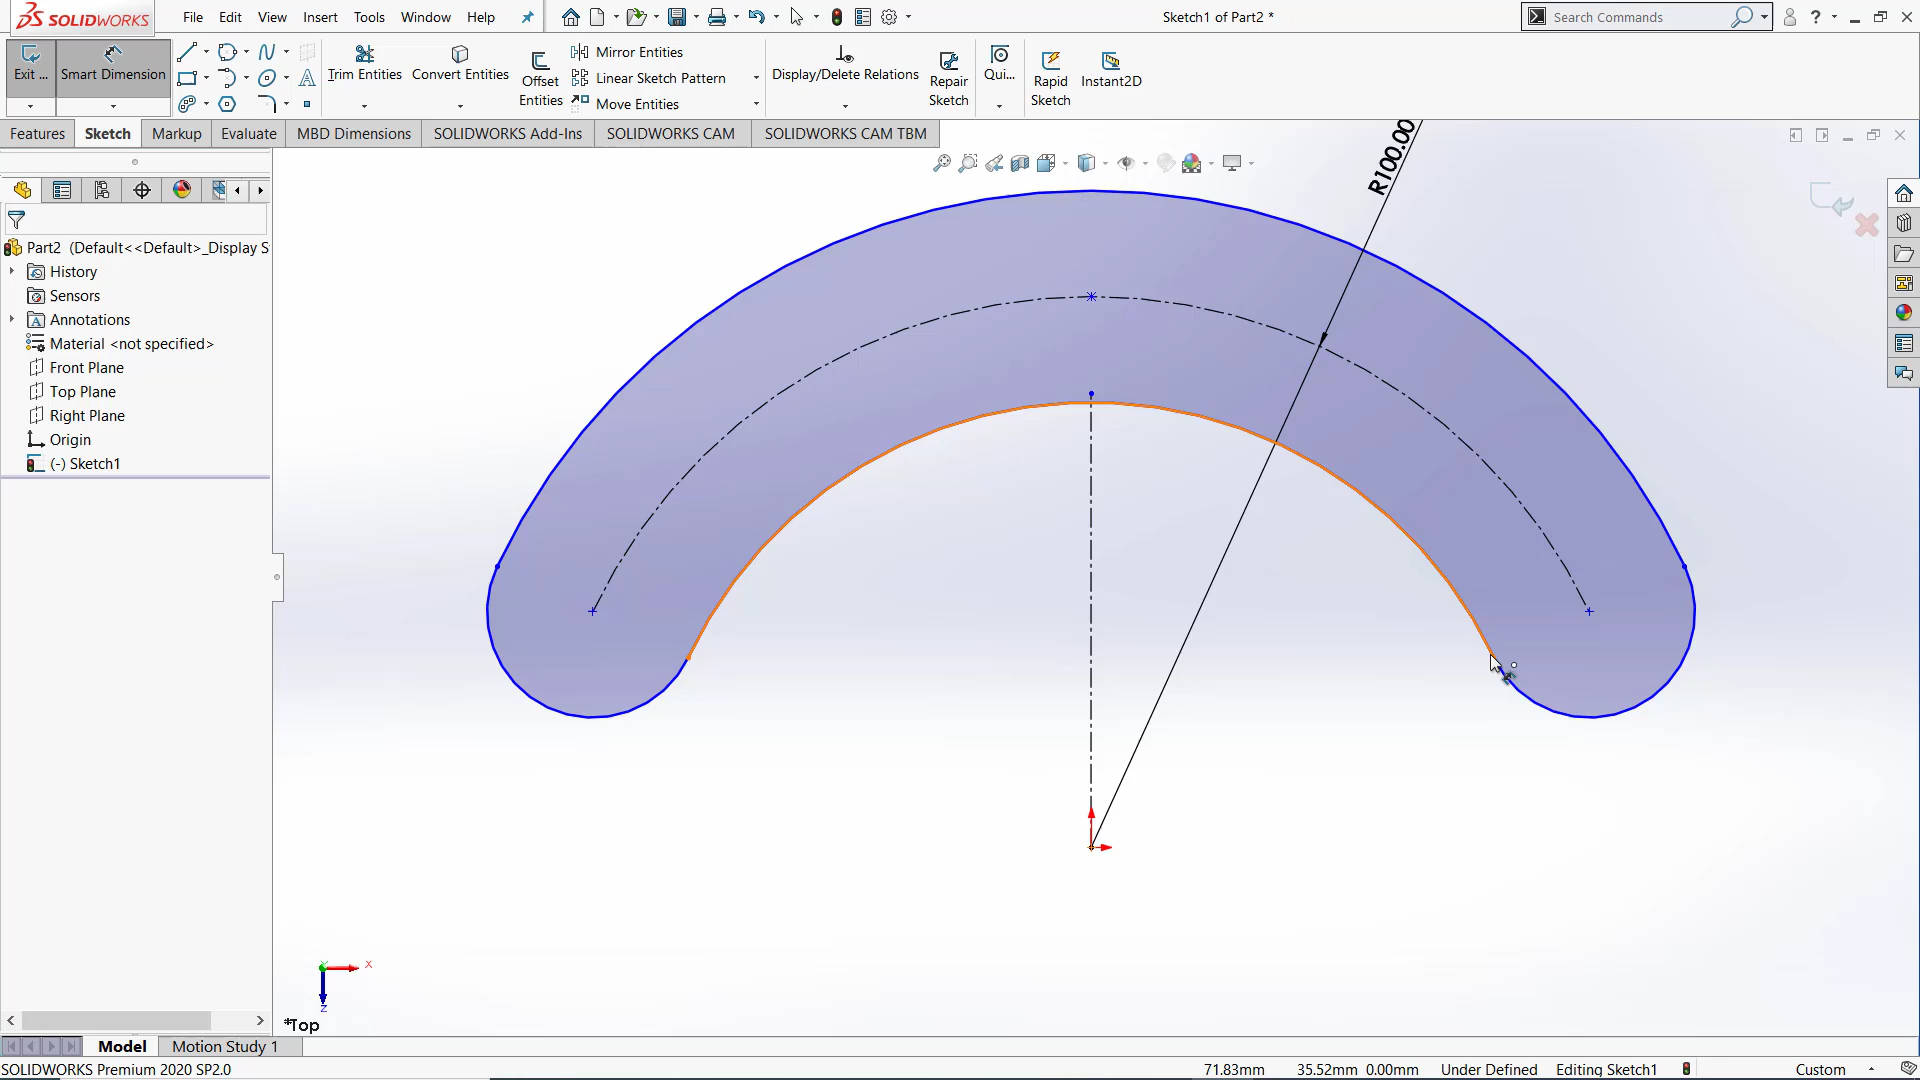 SOLIDWORKS File Edit View Insert Tools Window Help Sketch1 of Part2 * Search Commands
Exit ... Smart Dimension Trim Entities Convert Entities Offset Entities Mirror Entities Display/Delete Relations Repair Sketch Qui... Rapid Sketch Instant2D
Linear Sketch Pattern
Move Entities
Features Sketch Markup Evaluate MBD Dimensions SOLIDWORKS Add-Ins SOLIDWORKS CAM SOLIDWORKS CAM TBM
R100.00
Part2 (Default<<Default>_Display S
History
Sensors
Annotations
Material <not specified>
Front Plane
Top Plane
Right Plane
Origin
(-) Sketch1
X
Y
Z
*Top
Model Motion Study 1
SOLIDWORKS Premium 2020 SP2.0 71.83mm 35.52mm 0.00mm Under Defined Editing Sketch1 Custom